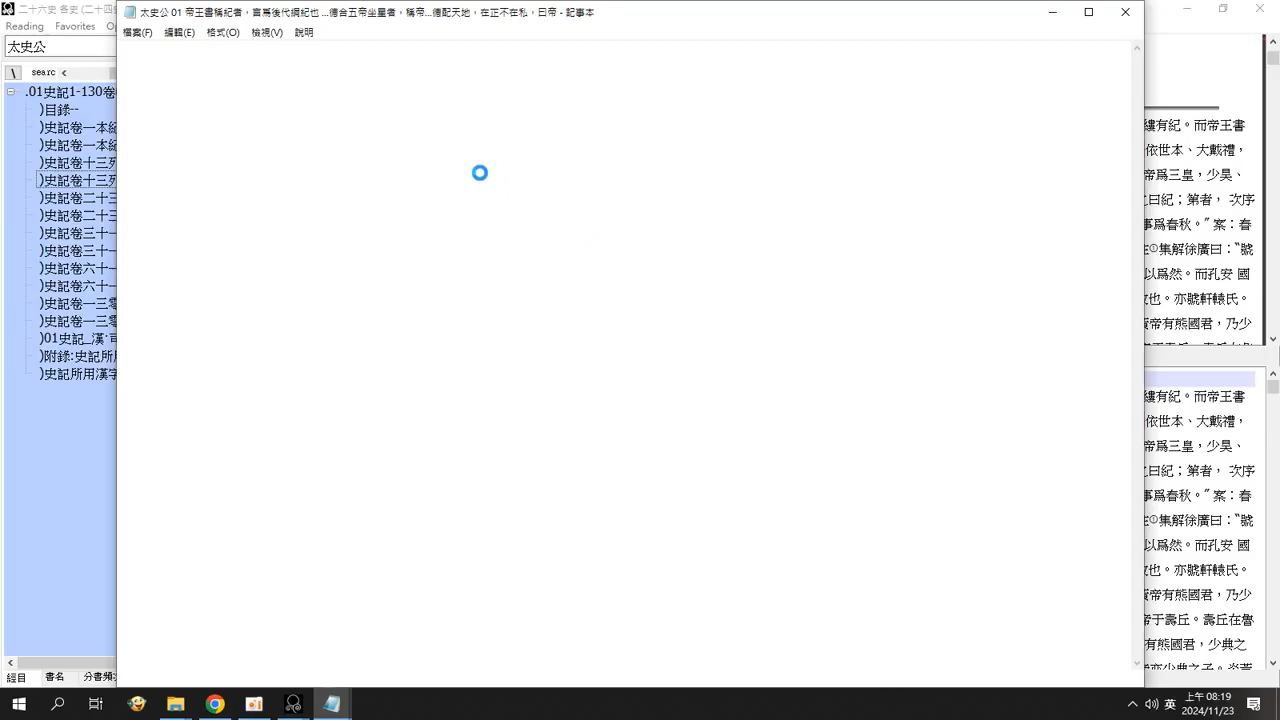 二十六史 各史 (二十四
太史公 01 帝王書稱紀者，言爲後代綱紀也 ...德合五帝坐星者，稱帝...德配天地，在正不在私，曰帝 - 記事本
Reading Favorites
檔案(F) 編輯(E) 格式(O) 檢視(V) 說明
太史公
\ searc <
.01史記1-130卷
)目錄--
)史記卷一本紀
)史記卷一本紀
)史記卷十三列
)史記卷十三列
)史記卷二十三
)史記卷二十三
)史記卷三十一
)史記卷三十一
)史記卷六十一
)史記卷六十一
)史記卷一三零
)史記卷一三零
)01史記_漢·司
)附錄:史記所用
)史記所用漢字
經目 書名 分書頻
縷有紀。而帝王書
依世本、大戴禮，
帝爲三皇，少昊、
曰紀；第者， 次序
事爲春秋。”案：春
①集解徐廣曰：“號
以爲然。而孔安 國
也。亦號軒轅氏。
帝有熊國君，乃少
縷有紀。而帝王書
依世本、大戴禮，
帝爲三皇，少昊、
曰紀；第者， 次序
事爲春秋。”案：春
①集解徐廣曰：“號
以爲然。而孔安 國
也。亦號軒轅氏。
帝有熊國君，乃少
帝于壽丘。壽丘在魯
有熊國君，少典之
英
上午 08:19
2024/11/23